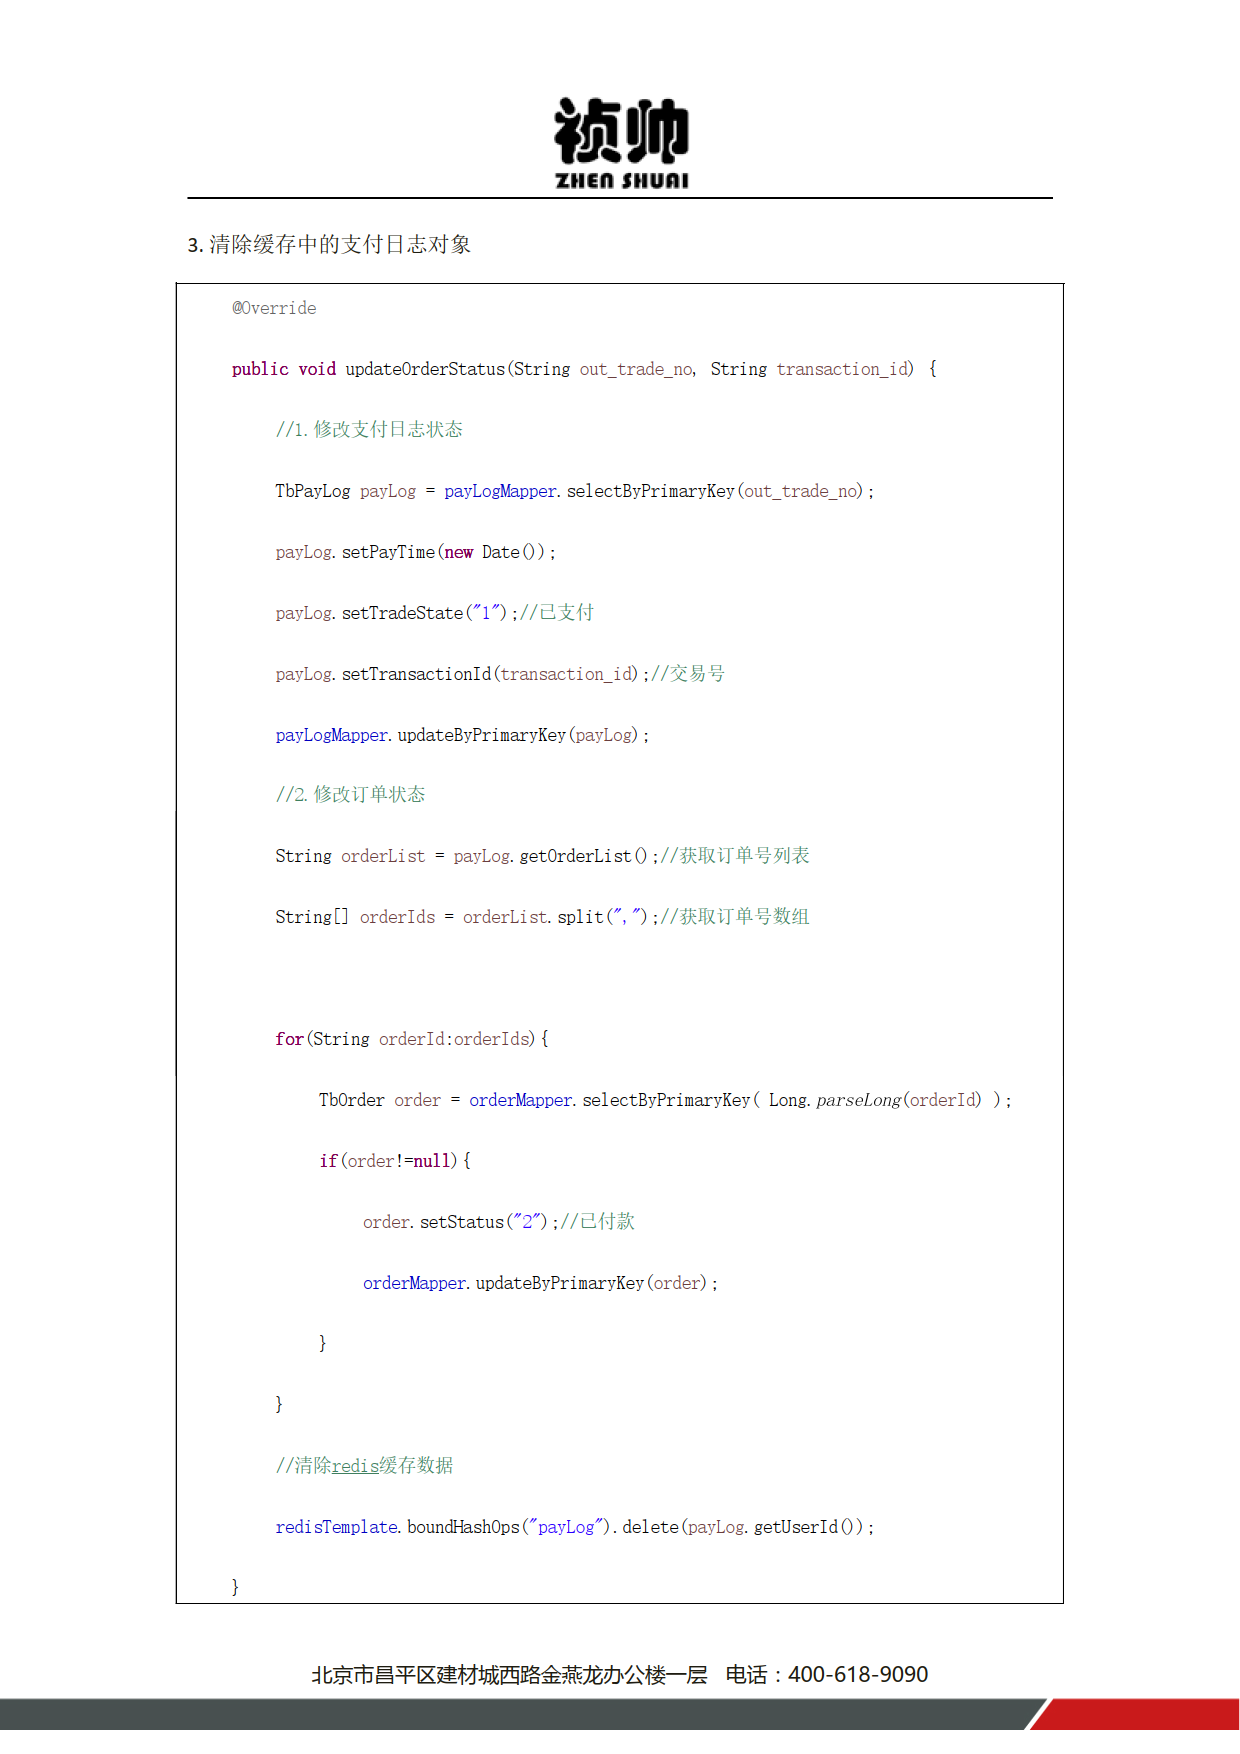 祯帅
ZHEN SHUAI
3. 清除缓存中的支付日志对象
@Override
public void updateOrderStatus(String out_trade_no, String transaction_id) {
//1.修改支付日志状态
TbPayLog payLog = payLogMapper.selectByPrimaryKey(out_trade_no);
payLog.setPayTime(new Date());
payLog.setTradeState("1");//已支付
payLog.setTransactionId(transaction_id);//交易号
payLogMapper.updateByPrimaryKey(payLog);
//2.修改订单状态
String orderList = payLog.getOrderList();//获取订单号列表
String[] orderIds = orderList.split(",");//获取订单号数组
for(String orderId:orderIds){
TbOrder order = orderMapper.selectByPrimaryKey( Long.parseLong(orderId) );
if(order!=null){
order.setStatus("2");//已付款
orderMapper.updateByPrimaryKey(order);
}
}
//清除redis缓存数据
redisTemplate.boundHashOps("payLog").delete(payLog.getUserId());
}
北京市昌平区建材城西路金燕龙办公楼一层 电话：400-618-9090